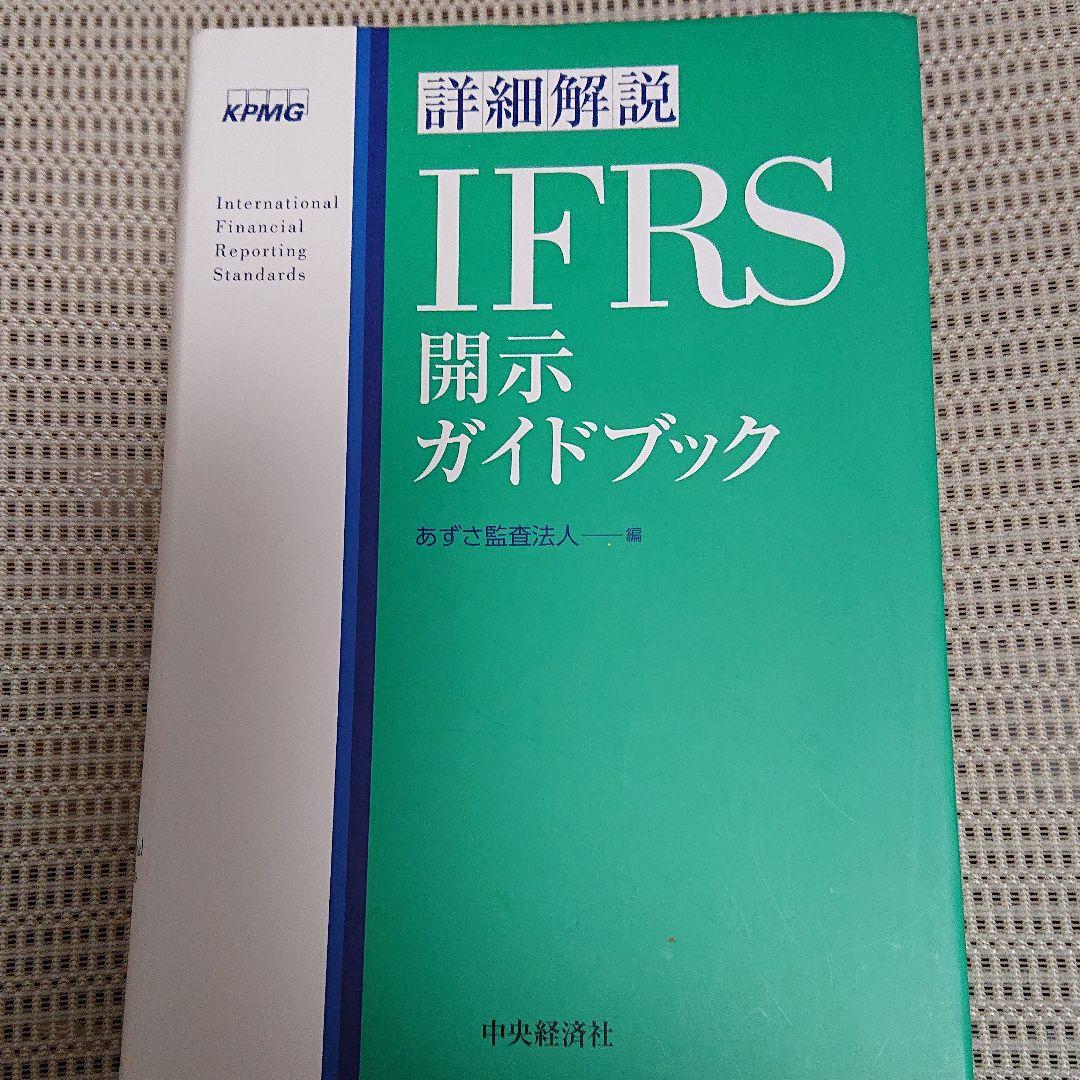 KPMG
International
Financial
Reporting
Standards
詳細解説
IFRS
開示
ガイドブック
あずさ監査法人――編
中央経済社